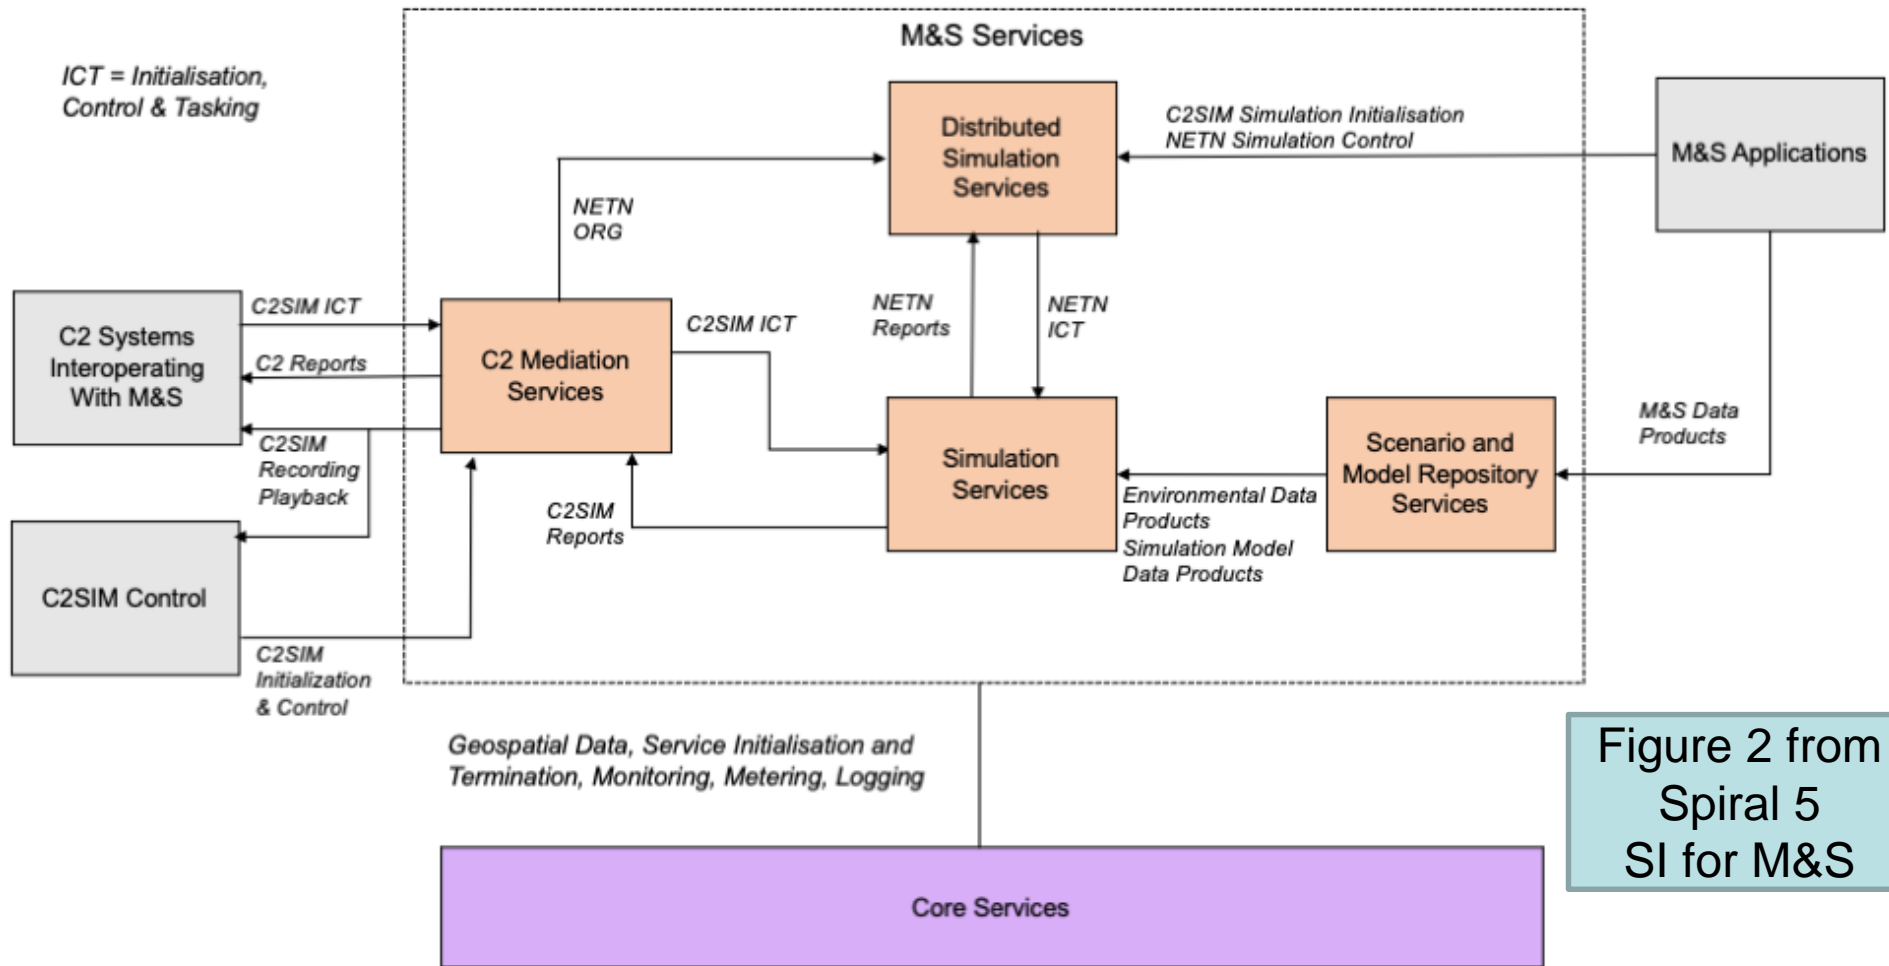 M&S Services
ICT = Initialisation,
Control & Tasking
Distributed
Simulation
Services
C2SIM Simulation Initialisation
NETN Simulation Control
M&S Applications
NETN
ORG
C2 Systems
Interoperating
With M&S
C2SIM ICT
C2 Reports
C2SIM
Recording
Playback
C2 Mediation
Services
C2SIM ICT
NETN
Reports
NETN
ICT
Simulation
Services
C2SIM
Reports
Environmental Data
Products
Simulation Model
Data Products
Scenario and
Model Repository
Services
M&S Data
Products
C2SIM Control
C2SIM
Initialization
& Control
Geospatial Data, Service Initialisation and
Termination, Monitoring, Metering, Logging
Figure 2 from
Spiral 5
SI for M&S
Core Services